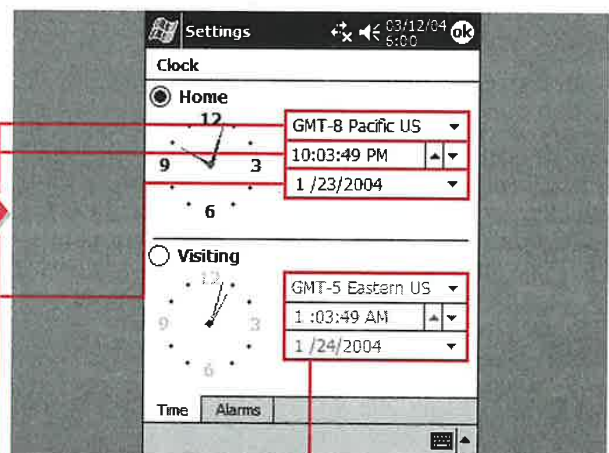 Settings
03/12/04
6:00
ok
Clock
Home
12
9
3
6
GMT-8 Pacific US
10:03:49 PM
1 /23/2004
Visiting
12
9
3
6
GMT-5 Eastern US
1 :03:49 AM
1 /24/2004
Time
Alarms